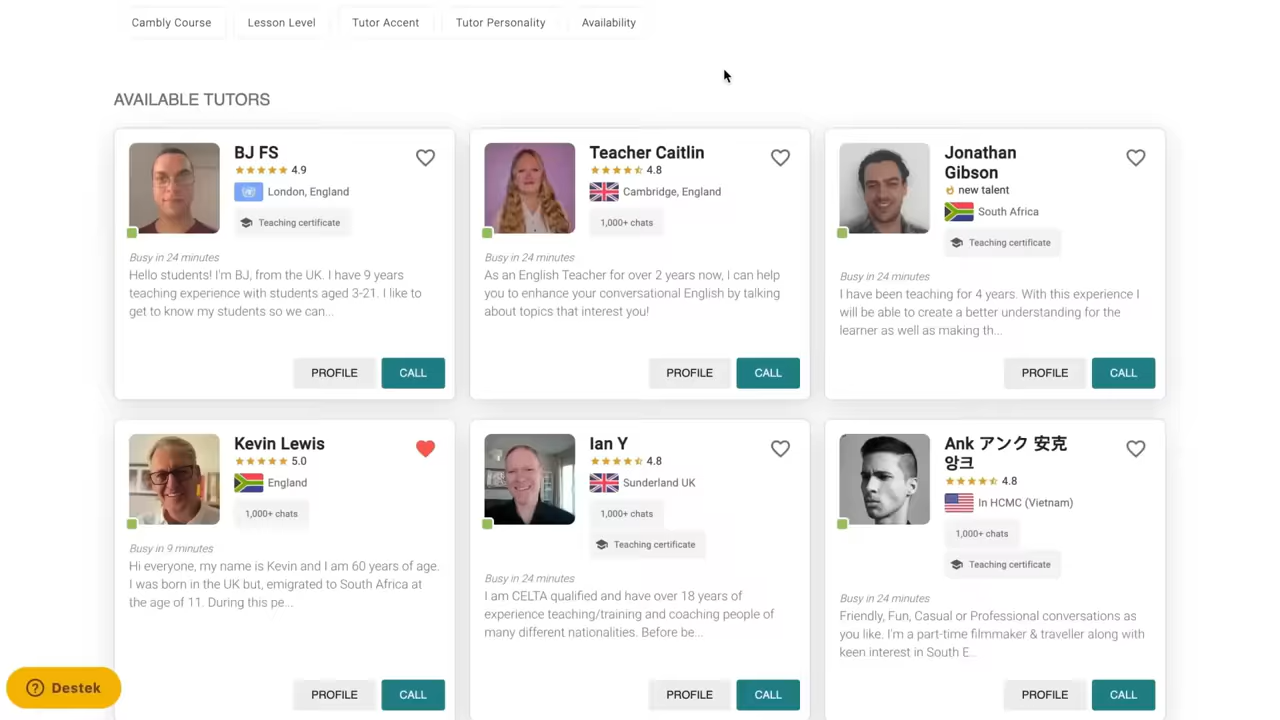 Cambly Course
Lesson Level
Tutor Accent
Tutor Personality
Availability
AVAILABLE TUTORS
BJ FS
4.9
London, England
Teaching certificate
Busy in 24 minutes
Hello students! I'm BJ, from the UK. I have 9 years
teaching experience with students aged 3-21. I like to
get to know my students so we can...
PROFILE
CALL
Teacher Caitlin
4.8
Cambridge, England
1,000+ chats
Busy in 24 minutes
As an English Teacher for over 2 years now, I can help
you to enhance your conversational English by talking
about topics that interest you!
PROFILE
CALL
Jonathan
Gibson
new talent
South Africa
Teaching certificate
Busy in 24 minutes
I have been teaching for 4 years. With this experience I
will be able to create a better understanding for the
learner as well as making th...
PROFILE
CALL
Kevin Lewis
5.0
England
1,000+ chats
Busy in 9 minutes
Hi everyone, my name is Kevin and I am 60 years of age.
I was born in the UK but, emigrated to South Africa at
the age of 11. During this pe...
PROFILE
CALL
Ian Y
4.8
Sunderland UK
1,000+ chats
Teaching certificate
Busy in 24 minutes
I am CELTA qualified and have over 18 years of
experience teaching/training and coaching people of
many different nationalities. Before be...
PROFILE
CALL
Ank アンク 安克
앙크
4.8
In HCMC (Vietnam)
1,000+ chats
Teaching certificate
Busy in 24 minutes
Friendly, Fun, Casual or Professional conversations as
you like. I'm a part-time filmmaker & traveller along with
keen interest in South E...
PROFILE
CALL
Destek